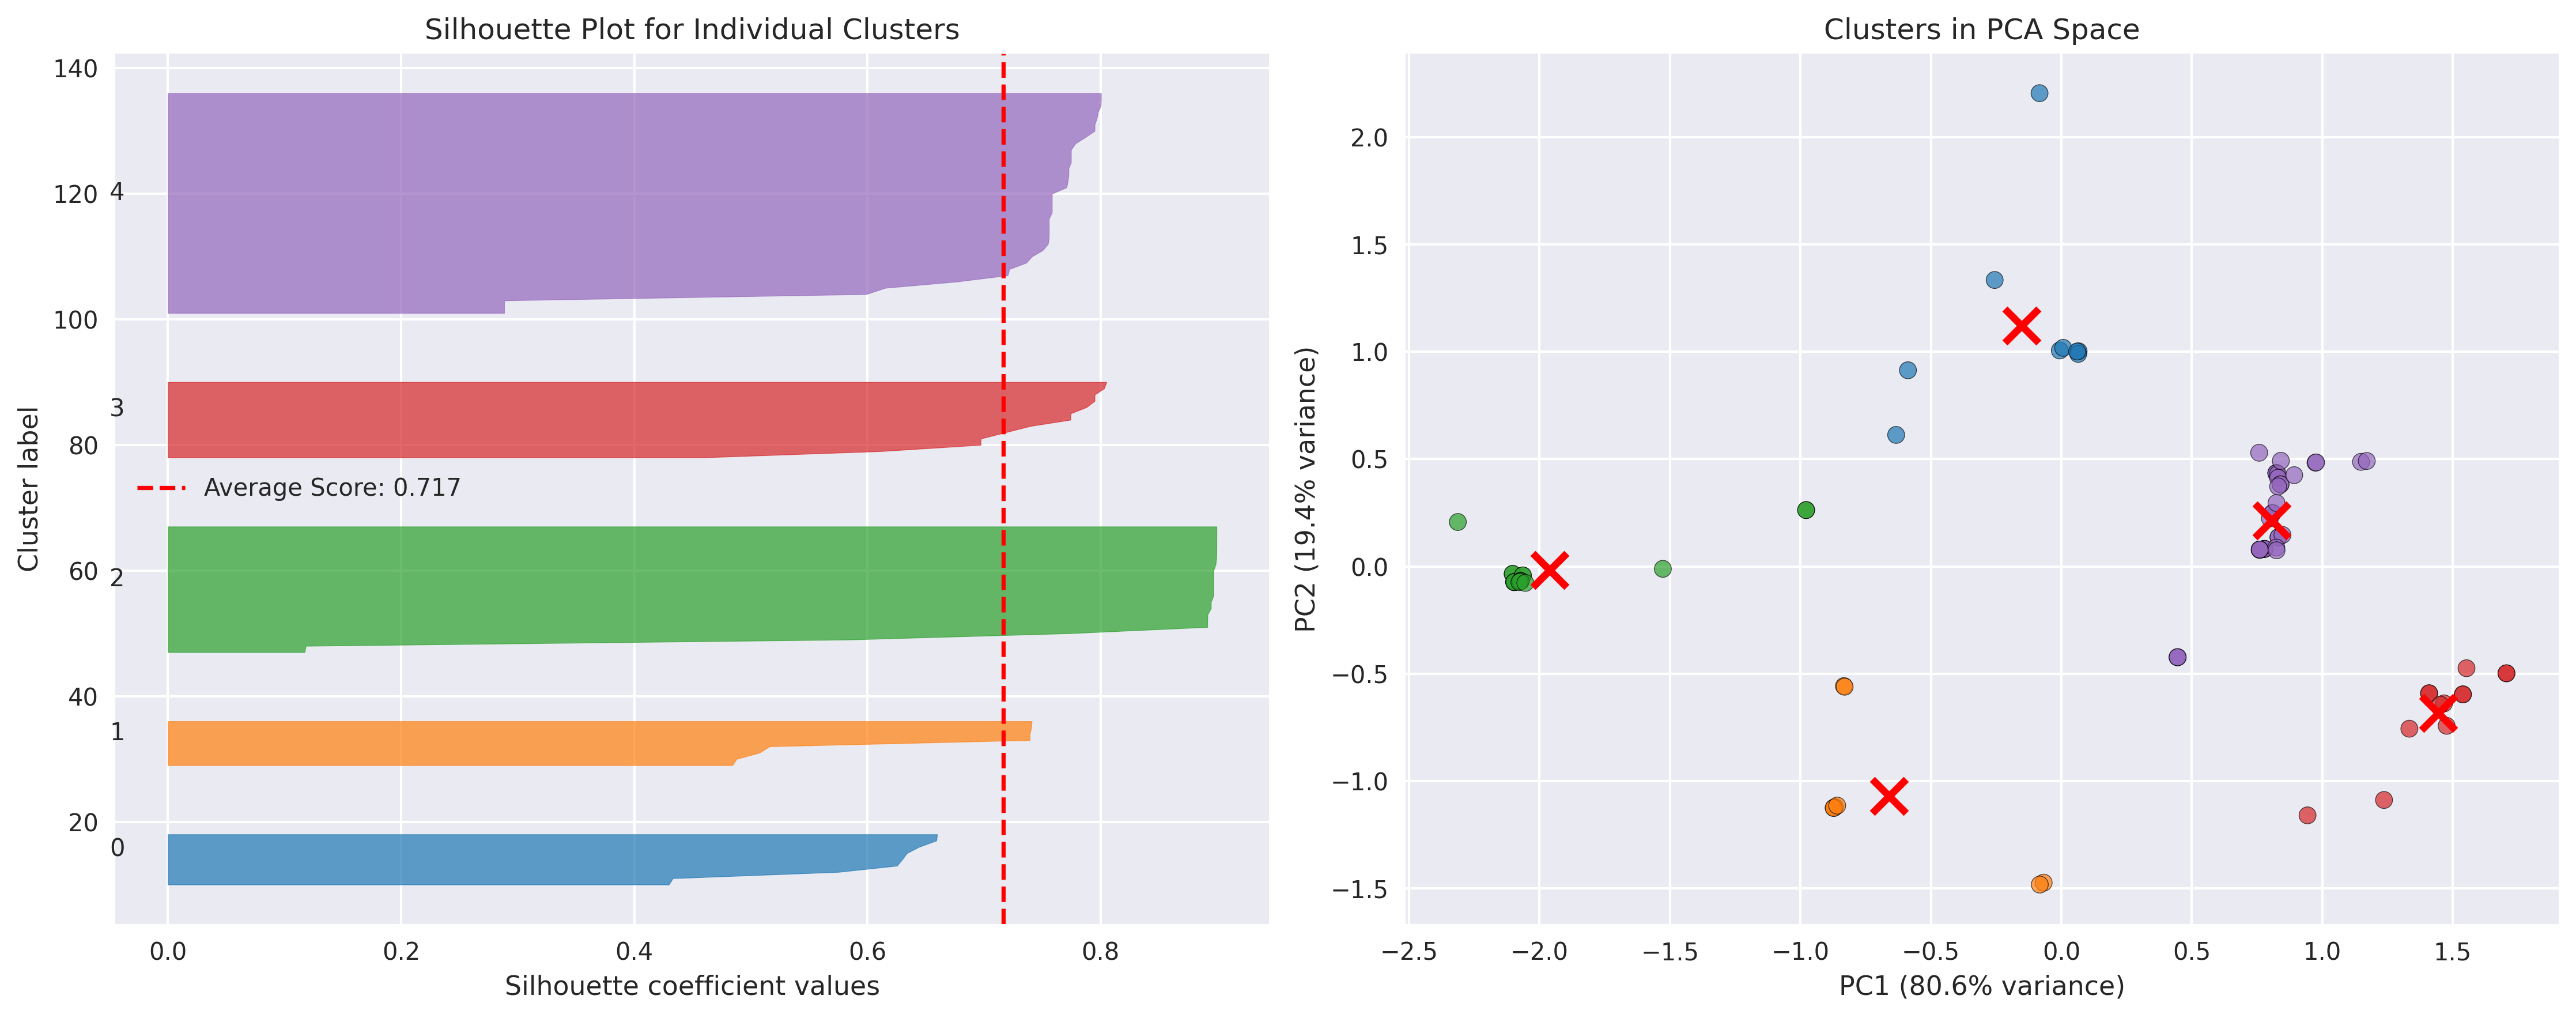 Silhouette Plot for Individual Clusters
140
120
100
80
60
40
20
4
3
2
1
0
Cluster label
Average Score: 0.717
0.0 0.2 0.4 0.6 0.8
Silhouette coefficient values
Clusters in PCA Space
2.0
1.5
1.0
0.5
0.0
−0.5
−1.0
−1.5
PC2 (19.4% variance)
−2.5 −2.0 −1.5 −1.0 −0.5 0.0 0.5 1.0 1.5
PC1 (80.6% variance)